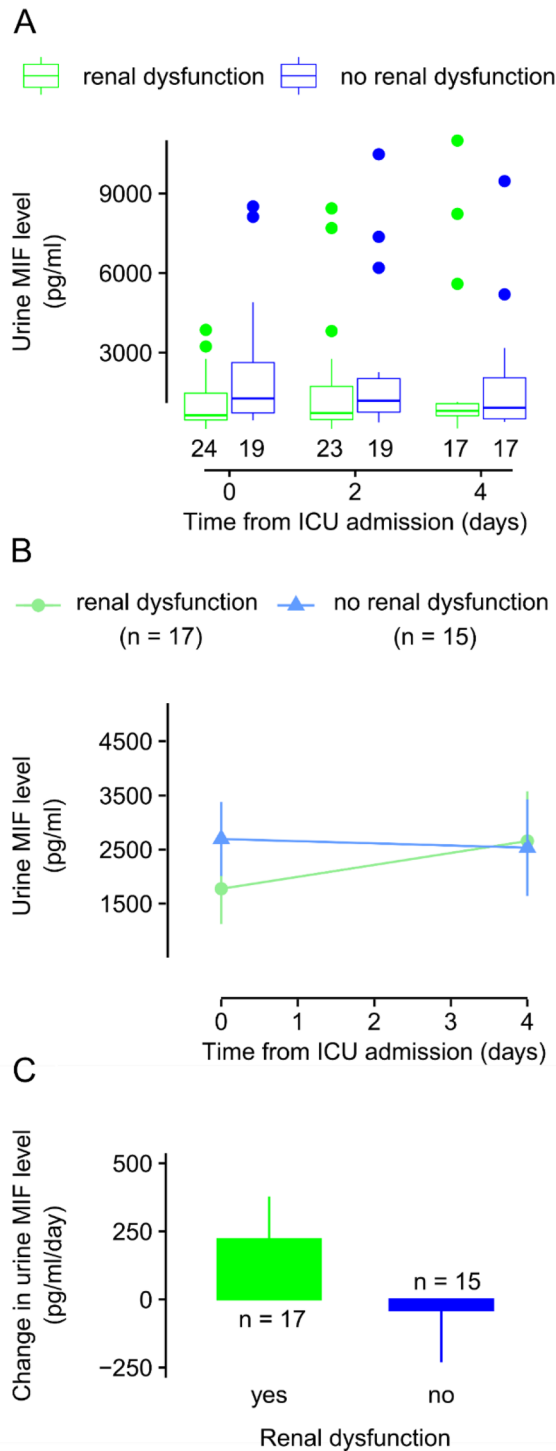 A
renal dysfunction no renal dysfunction
Urine MIF level
(pg/ml)
9000
6000
3000
24 19 23 19 17 17
0 2 4
Time from ICU admission (days)
B
renal dysfunction no renal dysfunction
(n = 17) (n = 15)
Urine MIF level
(pg/ml)
4500
3500
2500
1500
0 1 2 3 4
Time from ICU admission (days)
C
Change in urine MIF level
(pg/ml/day)
500
250
0
−250
n = 15
n = 17
yes no
Renal dysfunction